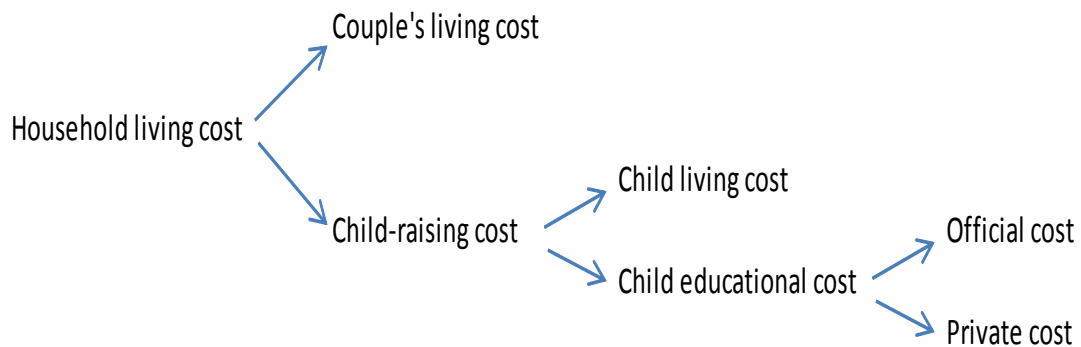 Couple's living cost
Household living cost
Child living cost
Child-raising cost
Official cost
Child educational cost
Private cost